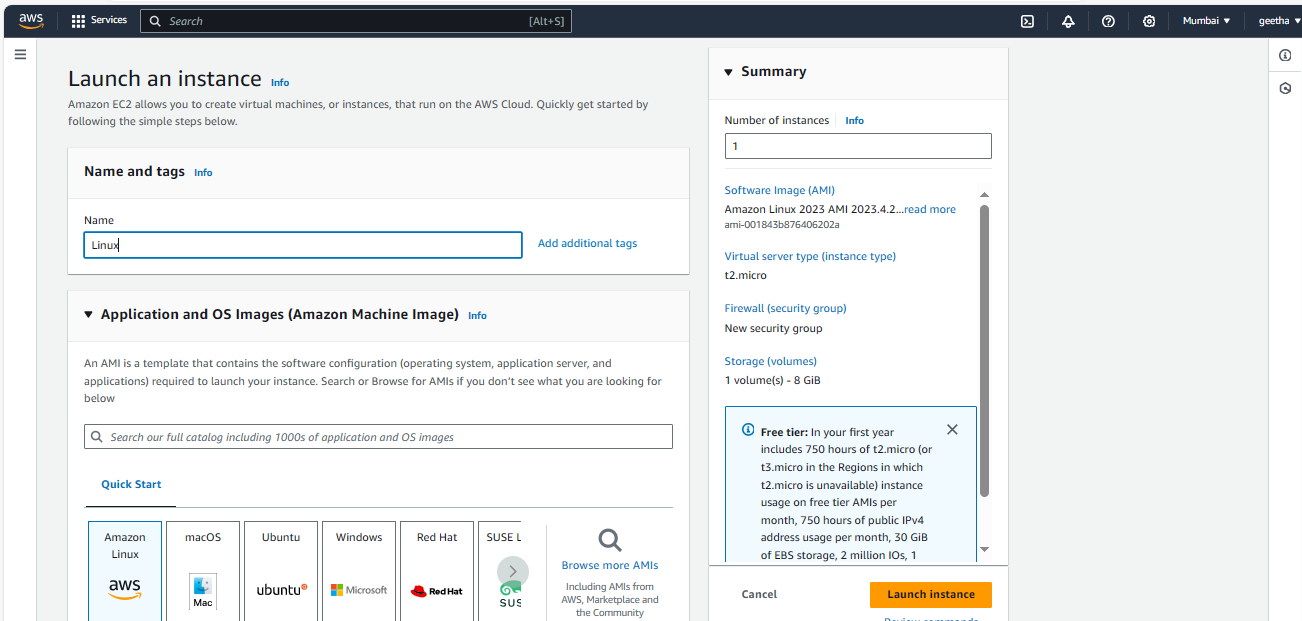 aws
Services
Search
[Alt+S]
Mumbai
geetha
Launch an instance Info
Amazon EC2 allows you to create virtual machines, or instances, that run on the AWS Cloud. Quickly get started by
following the simple steps below.
Name and tags Info
Name
Linux
Add additional tags
Application and OS Images (Amazon Machine Image) Info
An AMI is a template that contains the software configuration (operating system, application server, and
applications) required to launch your instance. Search or Browse for AMIs if you don't see what you are looking for
below
Search our full catalog including 1000s of application and OS images
Quick Start
Amazon
Linux
aws
macOS
Mac
Ubuntu
ubuntu
Windows
Microsoft
Red Hat
Red Hat
SUSE L
SUS
Browse more AMIs
Including AMIs from
AWS, Marketplace and
the Community
Summary
Number of instances Info
1
Software Image (AMI)
Amazon Linux 2023 AMI 2023.4.2...read more
ami-001843b876406202a
Virtual server type (instance type)
t2.micro
Firewall (security group)
New security group
Storage (volumes)
1 volume(s) - 8 GiB
Free tier: In your first year
includes 750 hours of t2.micro (or
t3.micro in the Regions in which
t2.micro is unavailable) instance
usage on free tier AMIs per
month, 750 hours of public IPv4
address usage per month, 30 GiB
of EBS storage, 2 million IOs, 1
Cancel
Launch instance
Review commands